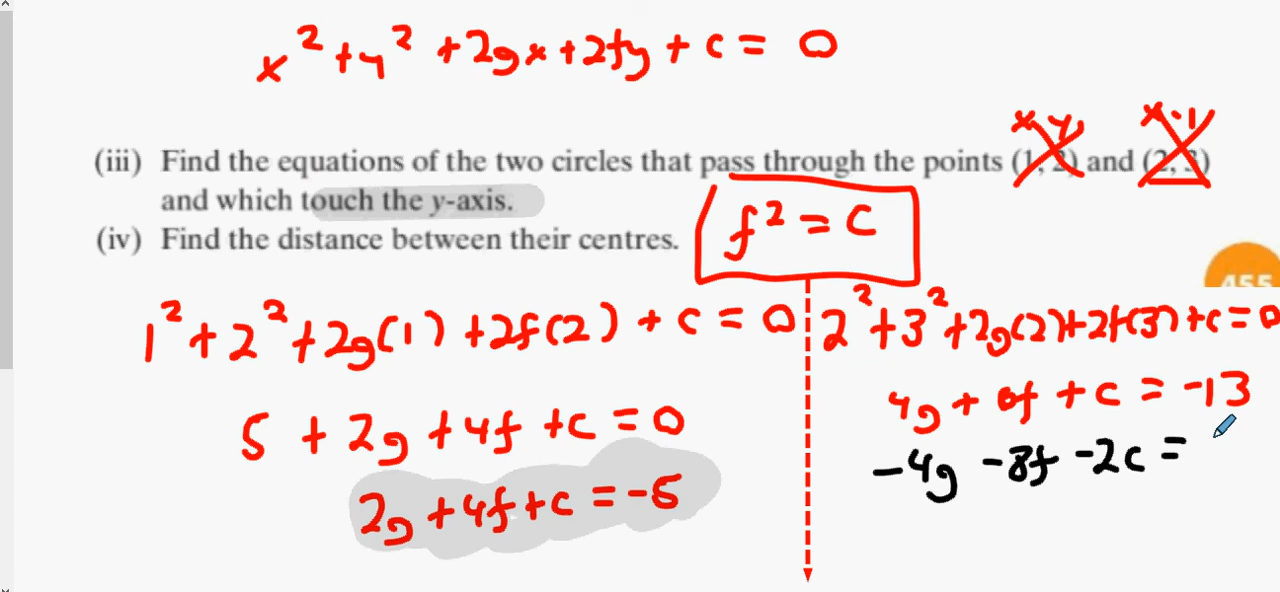 x² + y² + 2gx + 2fy + c = 0
x, y x -1
(iii) Find the equations of the two circles that pass through the points (1, 2) and (2, 3)
and which touch the y-axis.
(iv) Find the distance between their centres.
f² = c
455
1² + 2² + 2g(1) + 2f(2) + c = 0
2² + 3² + 2g(2) + 2f(3) + c = 0
5 + 2g + 4f + c = 0
4g + 6f + c = -13
2g + 4f + c = -5
-4g - 8f - 2c =